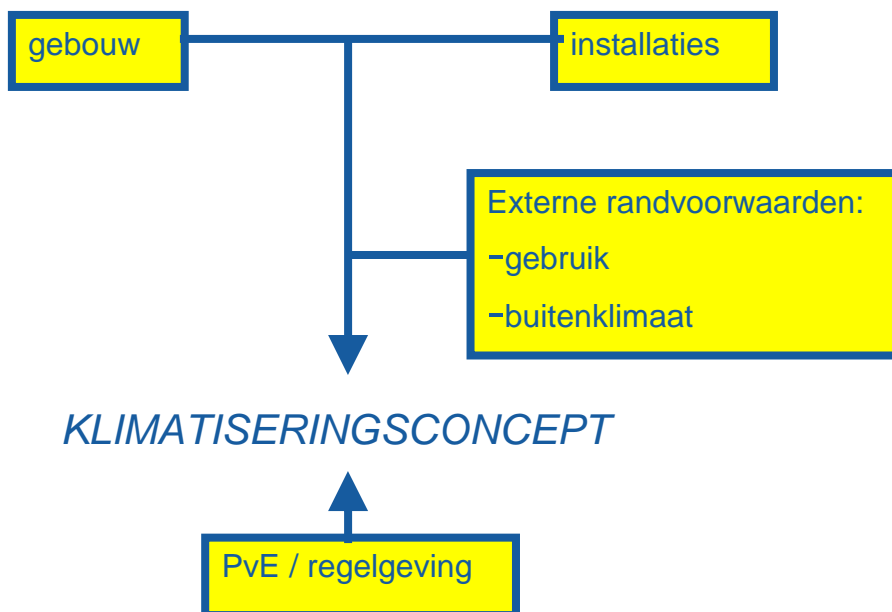 gebouw
installaties
Externe randvoorwaarden:
-gebruik
-buitenklimaat
KLIMATISERINGSCONCEPT
PvE / regelgeving